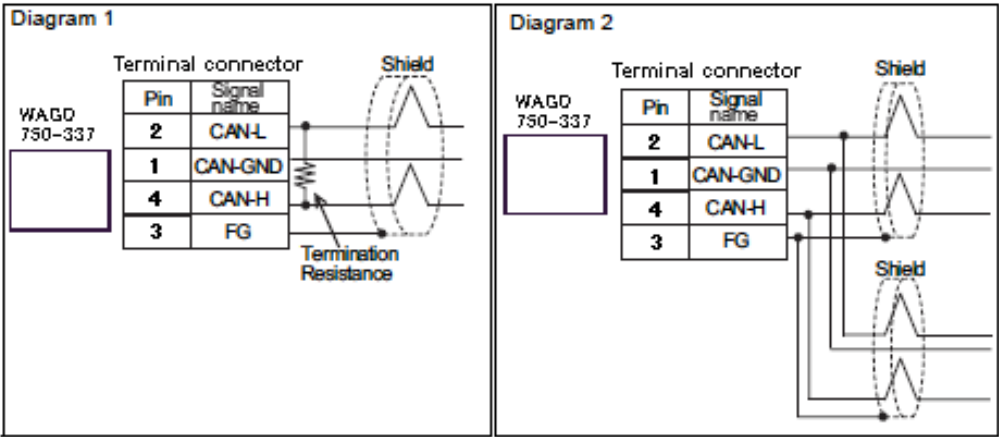 Diagram 1
Terminal connector
Shield
WAGO
750-337
Pin Signal name
2 CAN-L
1 CAN-GND
4 CAN-H
3 FG
Termination
Resistance
Diagram 2
Terminal connector
Shield
WAGO
750-337
Pin Signal name
2 CAN-L
1 CAN-GND
4 CAN-H
3 FG
Shield